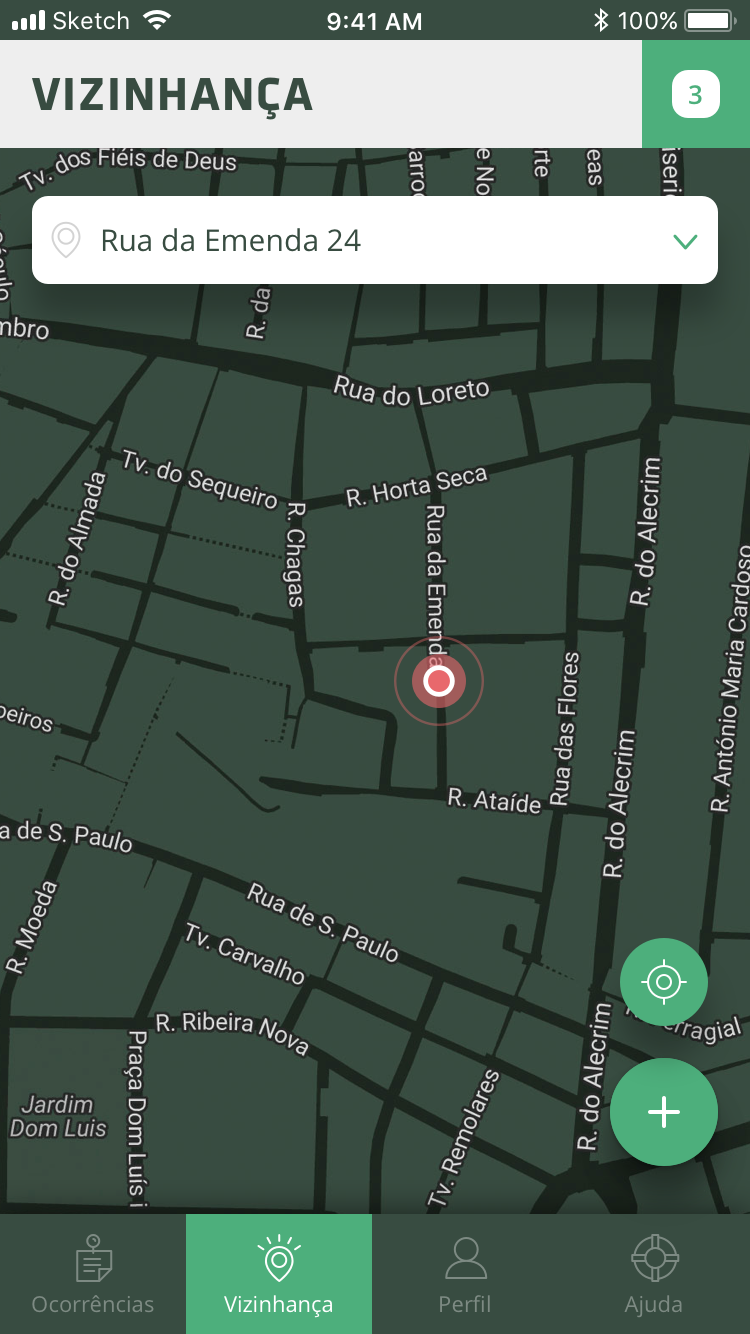 Sketch 9:41 AM 100%
VIZINHANÇA 3
Tv. dos Fiéis de Deus
Rua da Emenda 24
R. da
mbro
Rua do Loreto
Tv. do Sequeiro
R. Horta Seca
R. do Almada
R. Chagas
Rua da Emenda
R. do Alecrim
R. António Maria Cardoso
Rua das Flores
peiros
R. Ataíde
R. do Alecrim
a de S. Paulo
R. Moeda
Rua de S. Paulo
Tv. Carvalho
R. Ribeira Nova
Praça Dom Luís i
Jardim
Dom Luis
Tv. Remolares
R. do Alecrim
Ocorrências Vizinhança Perfil Ajuda